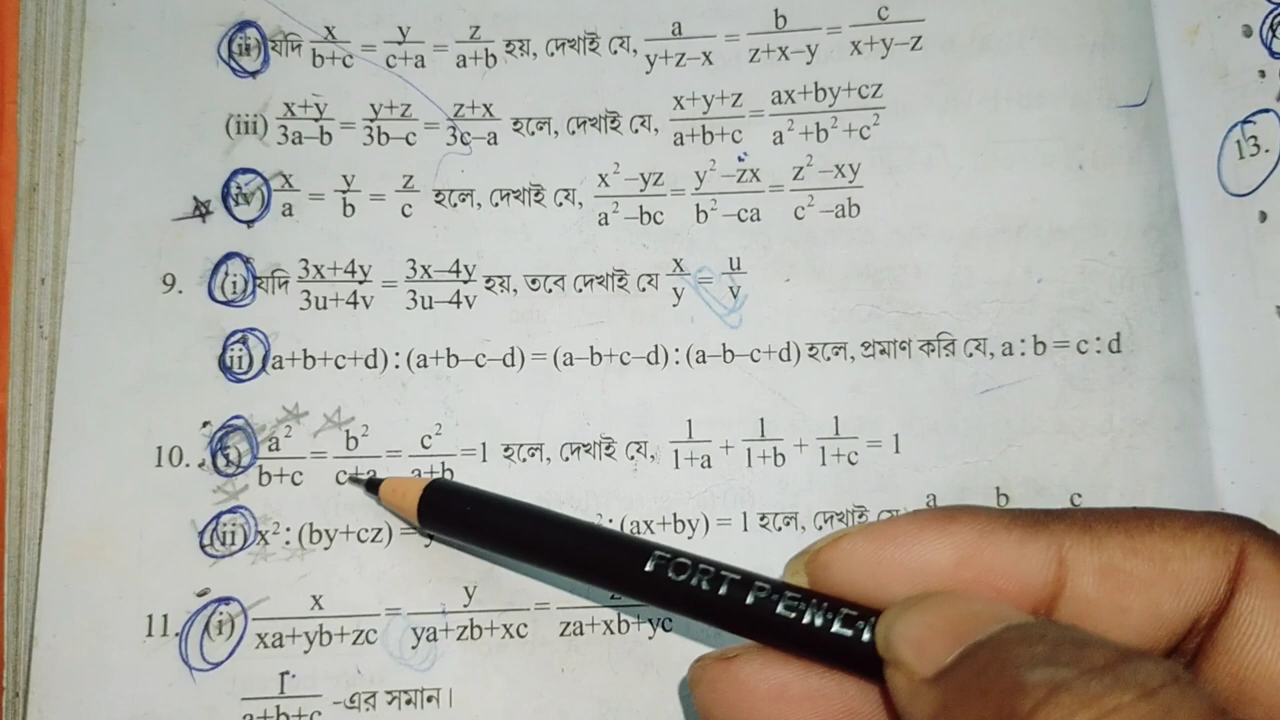 (ii) যদি x/(b+c) = y/(c+a) = z/(a+b) হয়, দেখাই যে, a/(y+z–x) = b/(z+x–y) = c/(x+y–z)
(iii) (x+y)/(3a–b) = (y+z)/(3b–c) = (z+x)/(3c–a) হলে, দেখাই যে, (x+y+z)/(a+b+c) = (ax+by+cz)/(a²+b²+c²)
(iv) x/a = y/b = z/c হলে, দেখাই যে, (x²–yz)/(a²–bc) = (y²–zx)/(b²–ca) = (z²–xy)/(c²–ab)
9. (i) যদি (3x+4y)/(3u+4v) = (3x–4y)/(3u–4v) হয়, তবে দেখাই যে x/y = u/v
(ii) (a+b+c+d) : (a+b–c–d) = (a–b+c–d) : (a–b–c+d) হলে, প্রমাণ করি যে, a : b = c : d
10. (i) a²/(b+c) = b²/(c+a) = c²/(a+b) = 1 হলে, দেখাই যে, 1/(1+a) + 1/(1+b) + 1/(1+c) = 1
(ii) x² : (by+cz) = y : (ax+by) = 1 হলে, দেখাই যে a b c
11. (i) x/(xa+yb+zc) = y/(ya+zb+xc) = z/(za+xb+yc)
1/(a+b+c) -এর সমান।
13.
FORT P·E·N·C